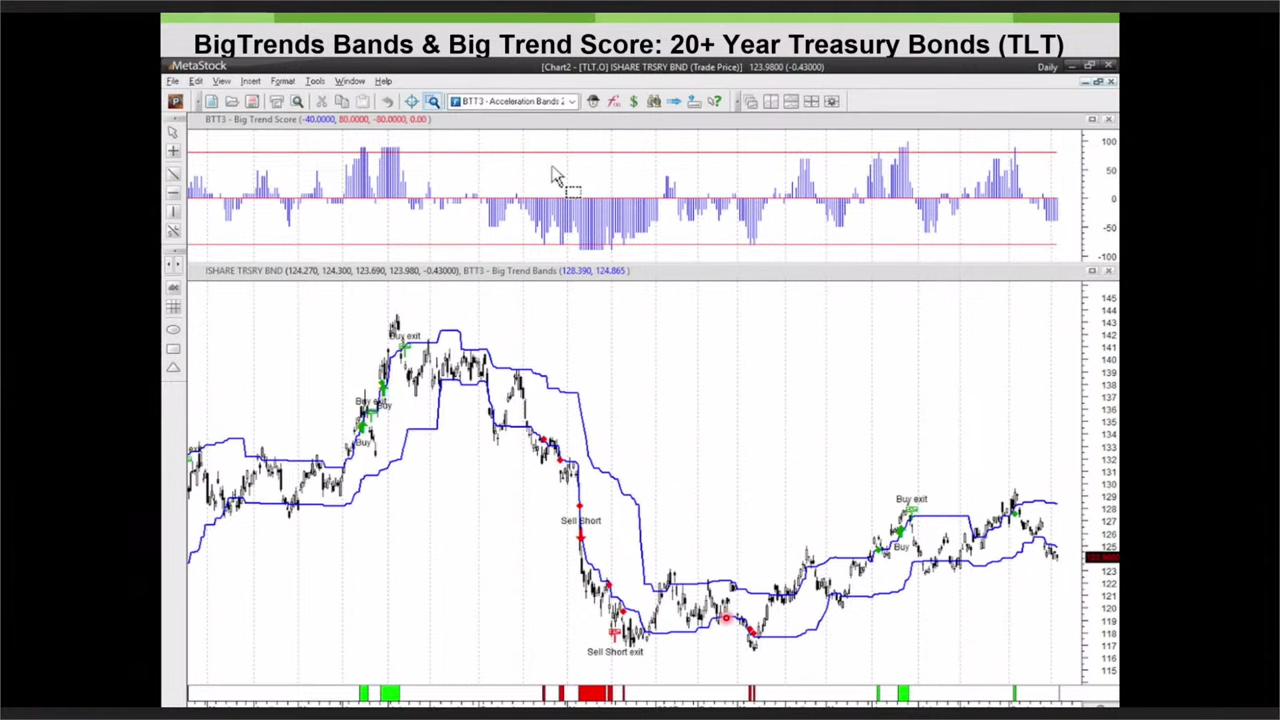 BigTrends Bands & Big Trend Score: 20+ Year Treasury Bonds (TLT)
MetaStock
[Chart2 - [TLT.O] ISHARE TRSRY BND (Trade Price)] 123.9800 (-0.43000)
Daily
File Edit View Insert Format Tools Window Help
BTT3 - Acceleration Bands 2
BTT3 - Big Trend Score (-40.0000, 80.0000, -80.0000, 0.00 )
100
50
0
-50
-100
ISHARE TRSRY BND (124.270, 124.300, 123.690, 123.980, -0.43000), BTT3 - Big Trend Bands (128.390, 124.865 )
145
144
143
142
141
140
139
138
137
136
135
134
133
132
131
130
129
128
127
126
125
123
122
121
120
119
118
117
116
115
Buy exit
Buy exit
Buy
Buy
exit
Buy exit
Sell Short
Buy
Sell Short exit